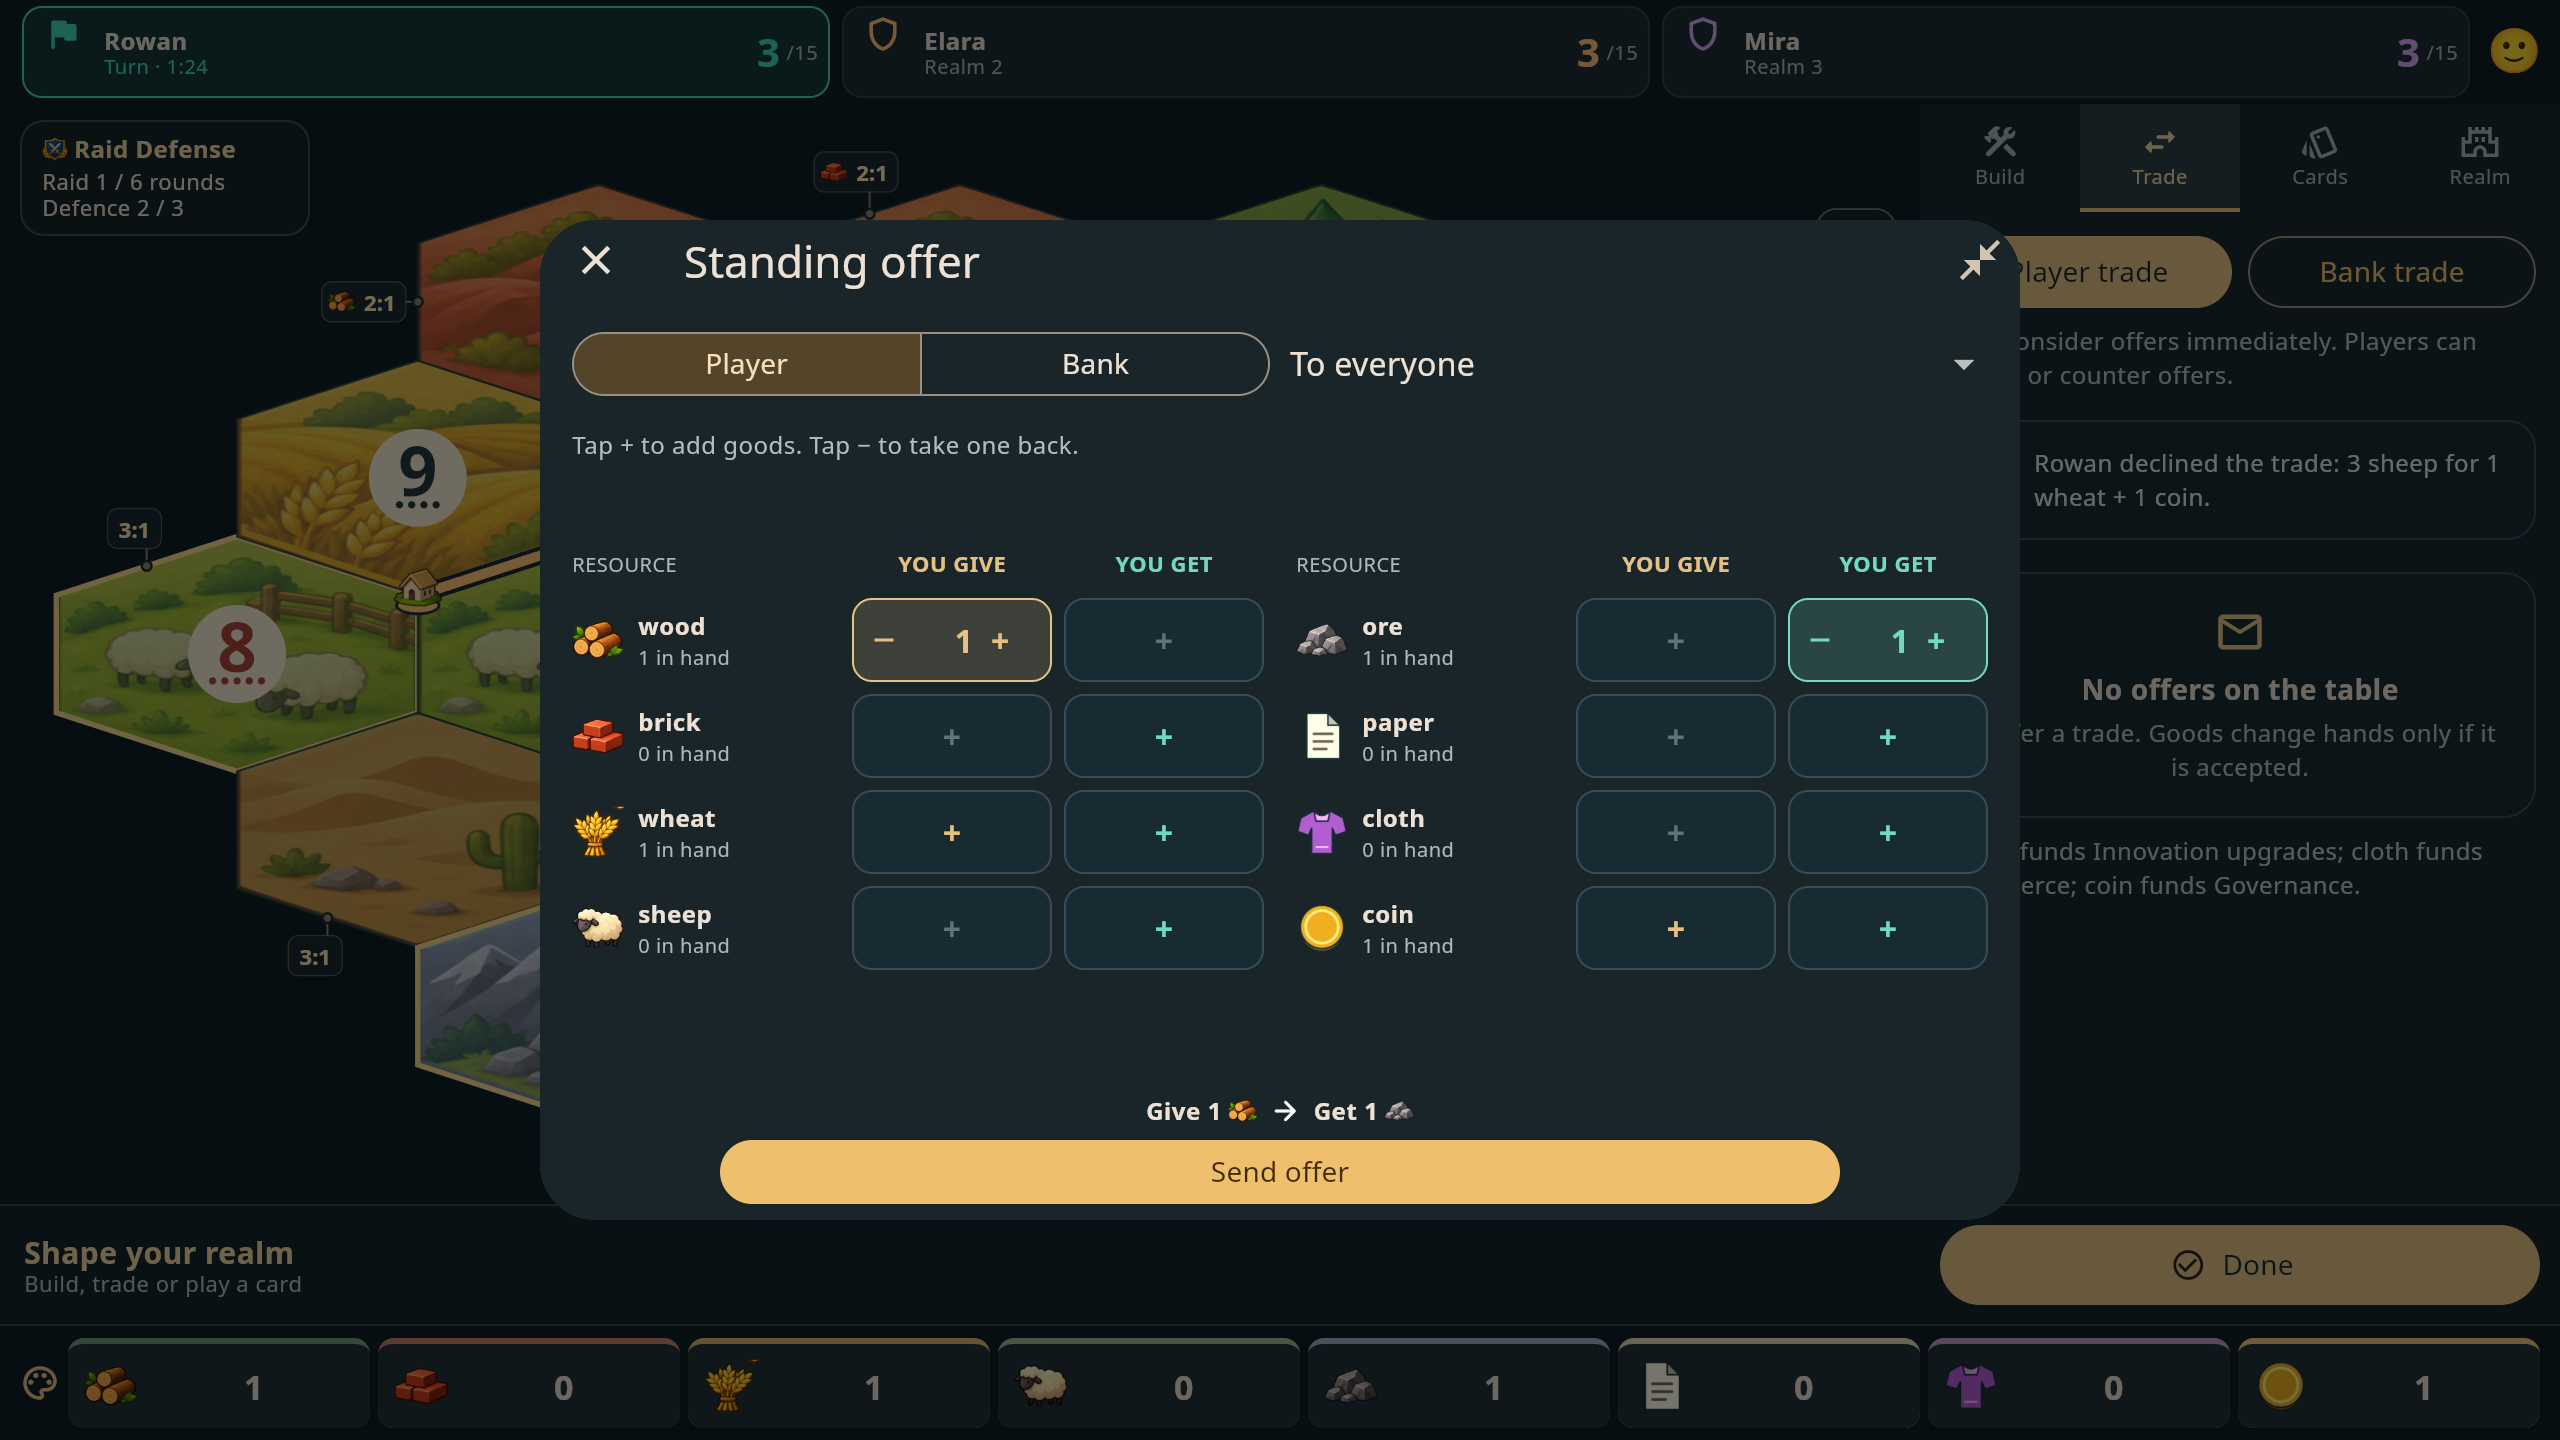 Rowan
Turn · 1:24
3 /15
Elara
Realm 2
3 /15
Mira
Realm 3
3 /15
Raid Defense
Raid 1 / 6 rounds
Defence 2 / 3
2:1
2:1
3:1
3:1
9
8
Build
Trade
Cards
Realm
Player trade
Bank trade
consider offers immediately. Players can
or counter offers.
Rowan declined the trade: 3 sheep for 1
wheat + 1 coin.
No offers on the table
a trade. Goods change hands only if it
is accepted.
funds Innovation upgrades; cloth funds
coin funds Governance.
Standing offer
Player
Bank
To everyone
Tap + to add goods. Tap − to take one back.
RESOURCE YOU GIVE YOU GET RESOURCE YOU GIVE YOU GET
wood
1 in hand
− 1 +
+
ore
1 in hand
+
− 1 +
brick
0 in hand
+
+
paper
0 in hand
+
+
wheat
1 in hand
+
+
cloth
0 in hand
+
+
sheep
0 in hand
+
+
coin
1 in hand
+
+
Give 1 → Get 1
Send offer
Shape your realm
Build, trade or play a card
Done
1 0 1 0 1 0 0 1